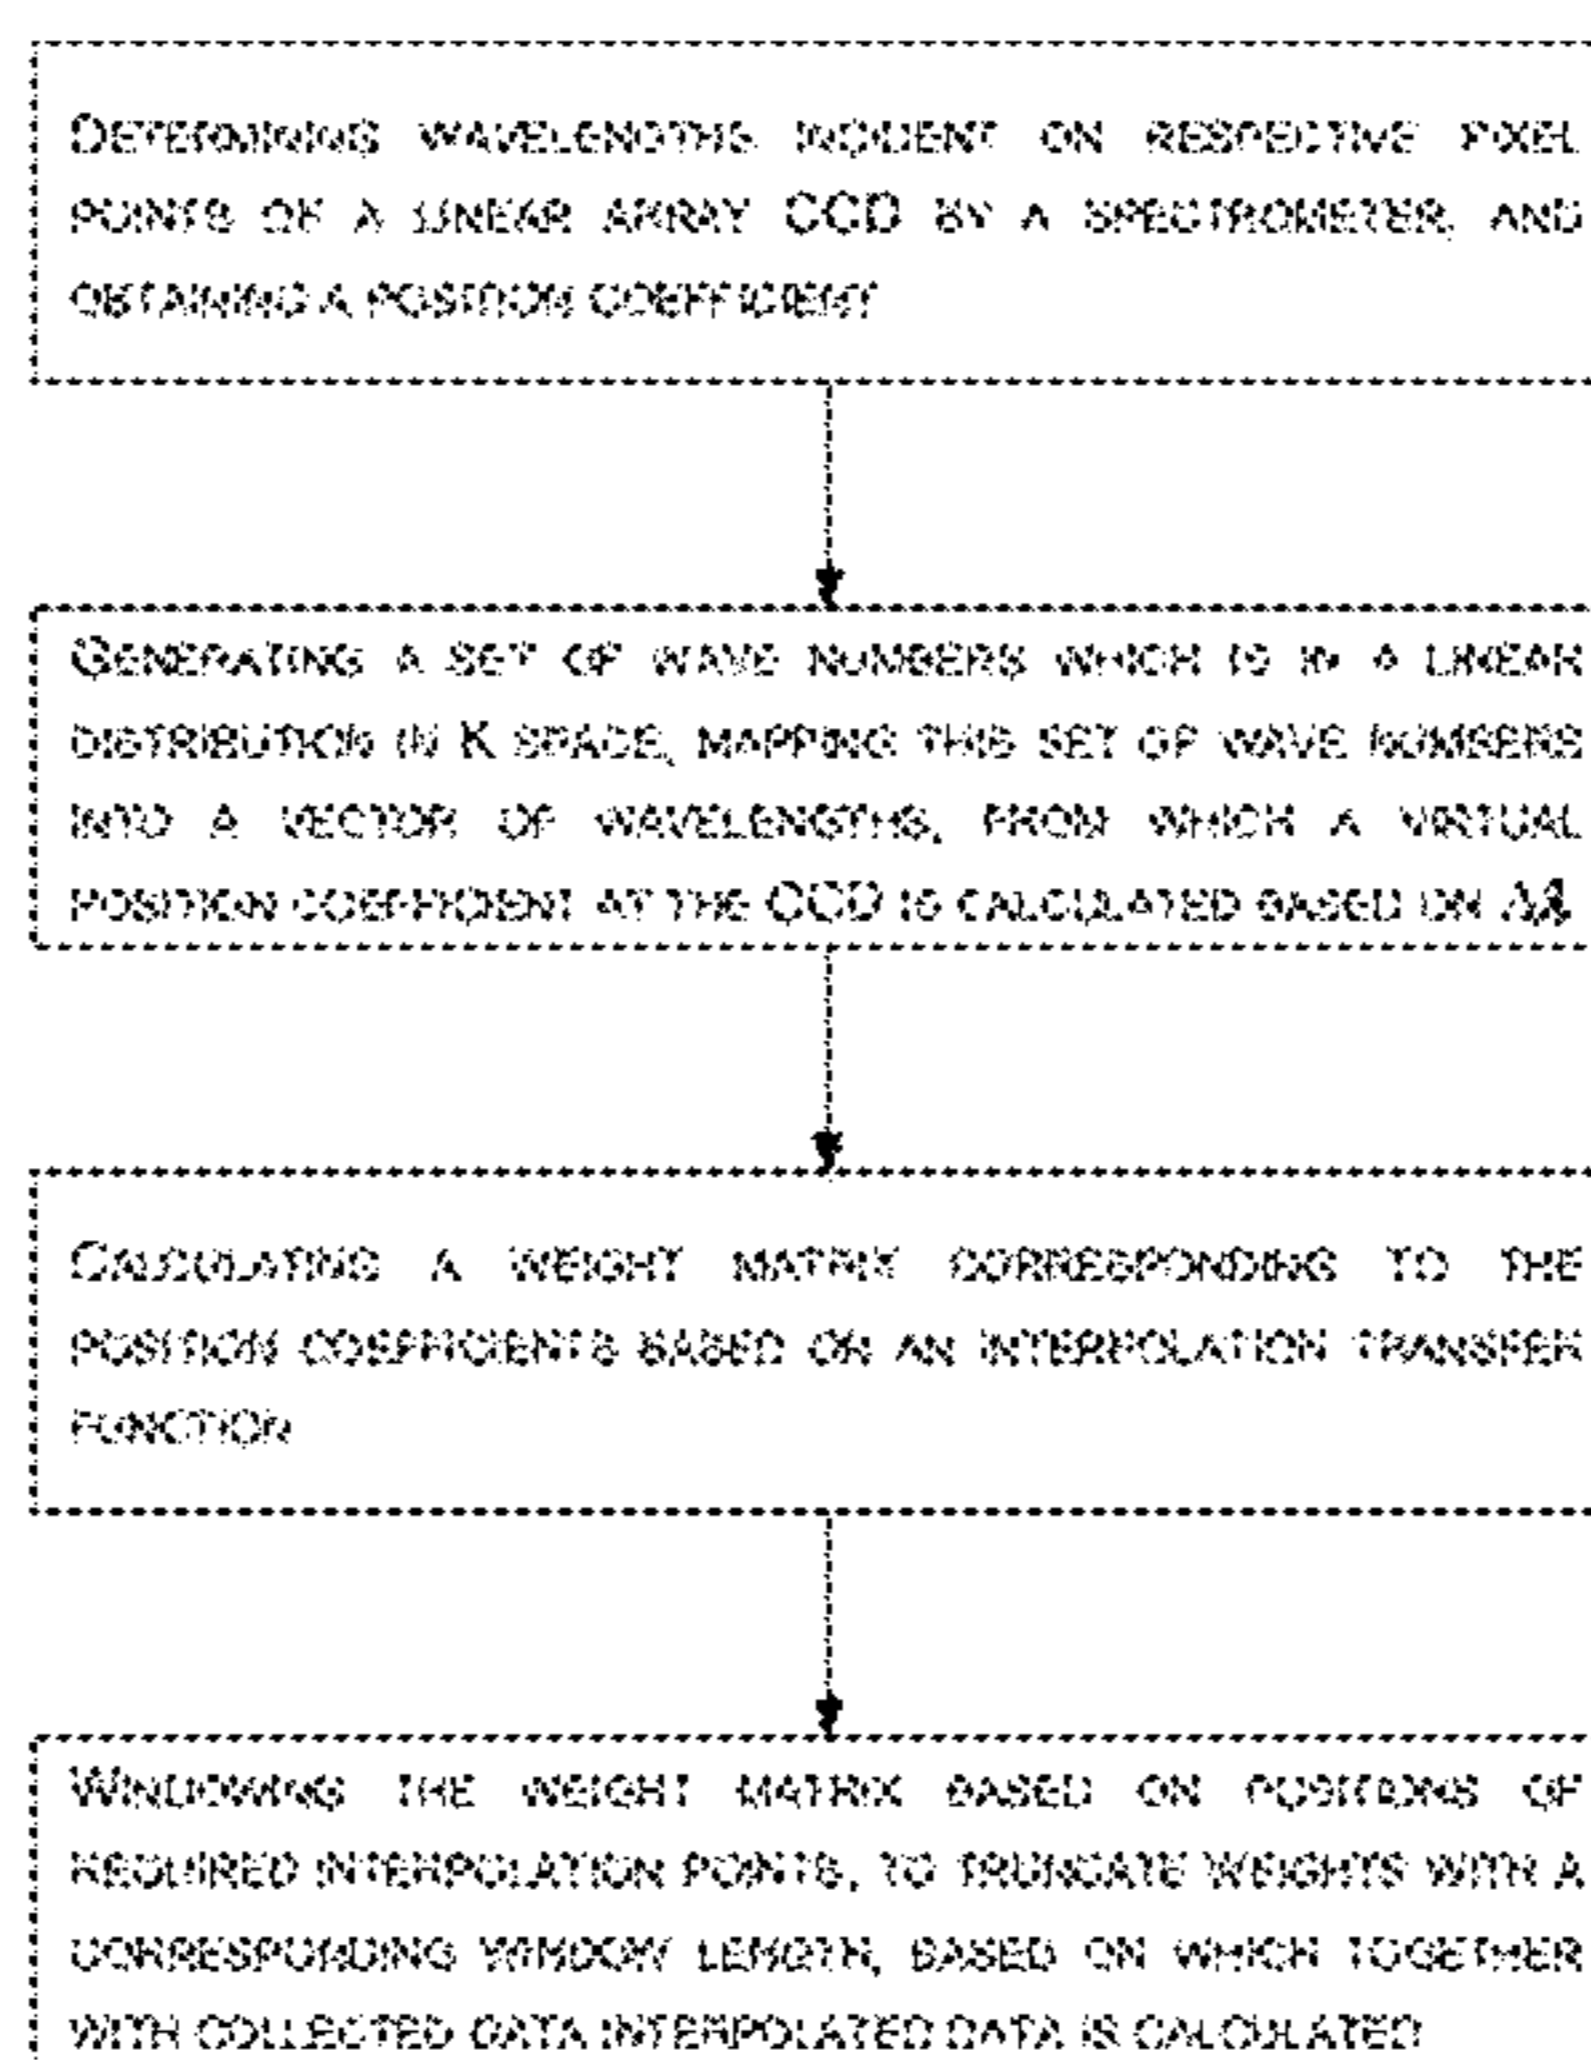 DETERMINING WAVELENGTHS INCIDENT ON RESPECTIVE PIXEL
POINTS OF A LINEAR ARRAY CCD BY A SPECTROMETER, AND
OBTAINING A POSITION COEFFICIENT
GENERATING A SET OF WAVE NUMBERS WHICH IS IN A LINEAR
DISTRIBUTION IN K SPACE, MAPPING THIS SET OF WAVE NUMBERS
INTO A VECTOR OF WAVELENGTHS, FROM WHICH A VIRTUAL
POSITION COEFFICIENT AT THE CCD IS CALCULATED BASED ON
CALCULATING A WEIGHT MATRIX CORRESPONDING TO THE
POSITION COEFFICIENTS BASED ON AN INTERPOLATION TRANSFER
FUNCTION
WINDOWING THE WEIGHT MATRIX BASED ON POSITIONS OF
REQUIRED INTERPOLATION POINTS, TO TRUNCATE WEIGHTS WITH A
CORRESPONDING WINDOW LENGTH, BASED ON WHICH TOGETHER
WITH COLLECTED DATA INTERPOLATED DATA IS CALCULATED